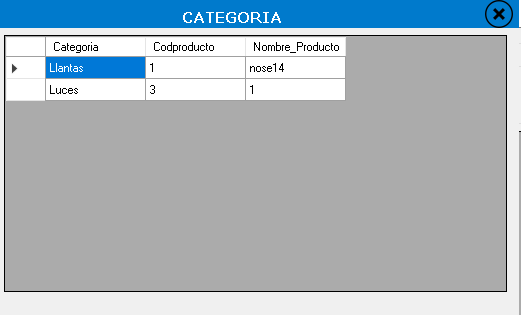 CATEGORIA
Categoria Codproducto Nombre_Producto
Llantas 1 nose14
Luces 3 1